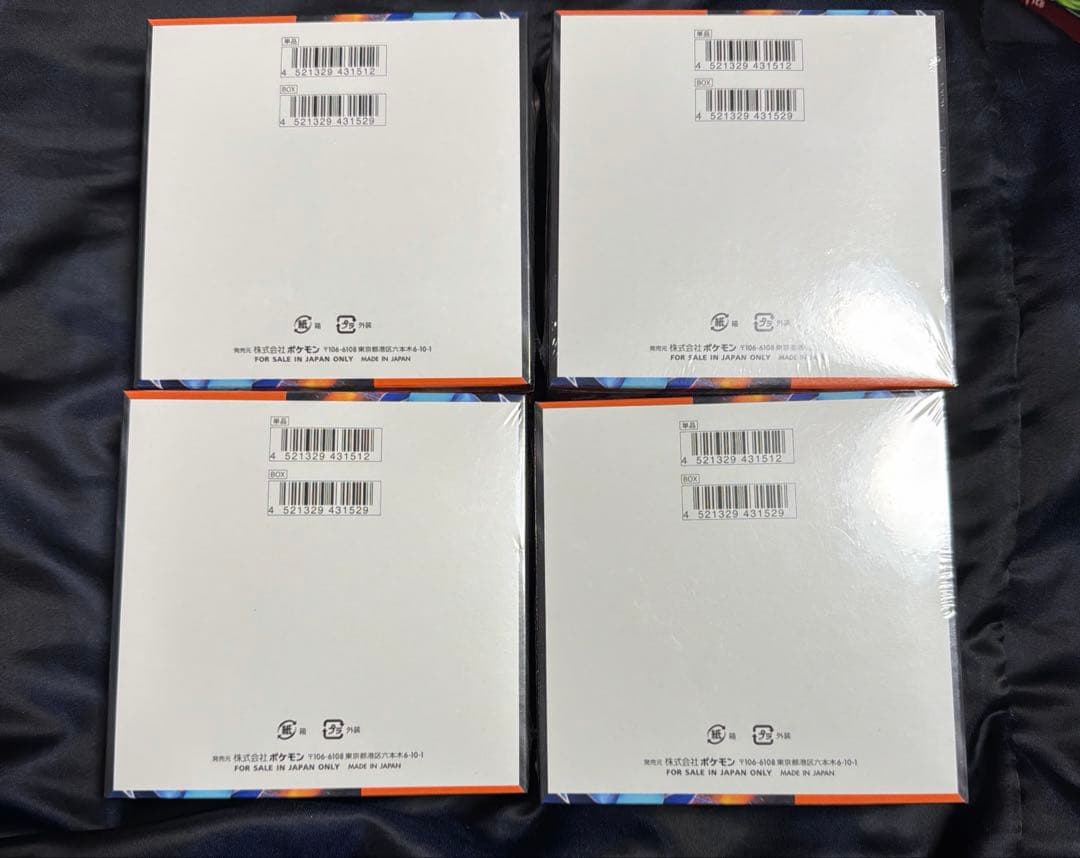 単品
4 521329 431512
BOX
4 521329 431529
紙 箱 プラ 外装
発売元 株式会社ポケモン 〒106-6108 東京都港区六本木6-10-1
FOR SALE IN JAPAN ONLY MADE IN JAPAN
単品
4 521329 431512
BOX
4 521329 431529
紙 箱 プラ 外装
発売元 株式会社ポケモン 〒106-6108 東京都港区
FOR SALE IN JAPAN ONLY MADE IN
単品
4 521329 431512
BOX
4 521329 431529
紙 箱 プラ 外装
発売元 株式会社ポケモン 〒106-6108 東京都港区六本木6-10-1
FOR SALE IN JAPAN ONLY MADE IN JAPAN
単品
4 521329 431512
BOX
4 521329 431529
紙 箱 プラ 外装
発売元 株式会社ポケモン 〒106-6108 東京都港区六本木6-10-1
FOR SALE IN JAPAN ONLY MADE IN JAPAN